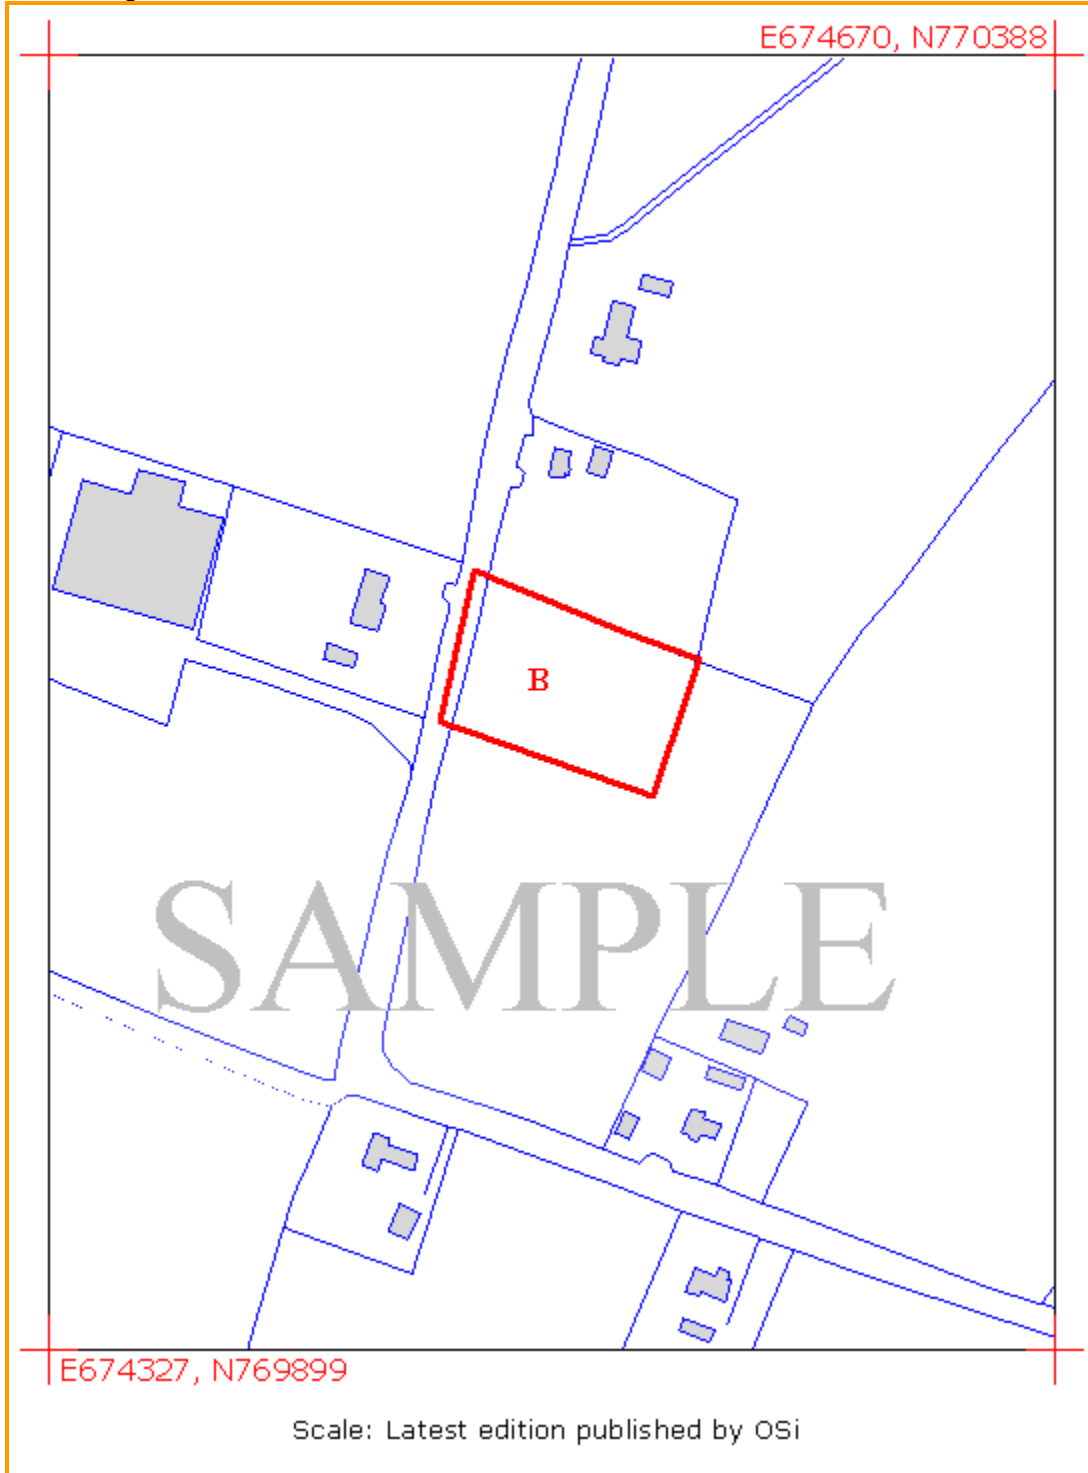 E674670, N770388
B
SAMPLE
E674327, N769899
Scale: Latest edition published by OSi